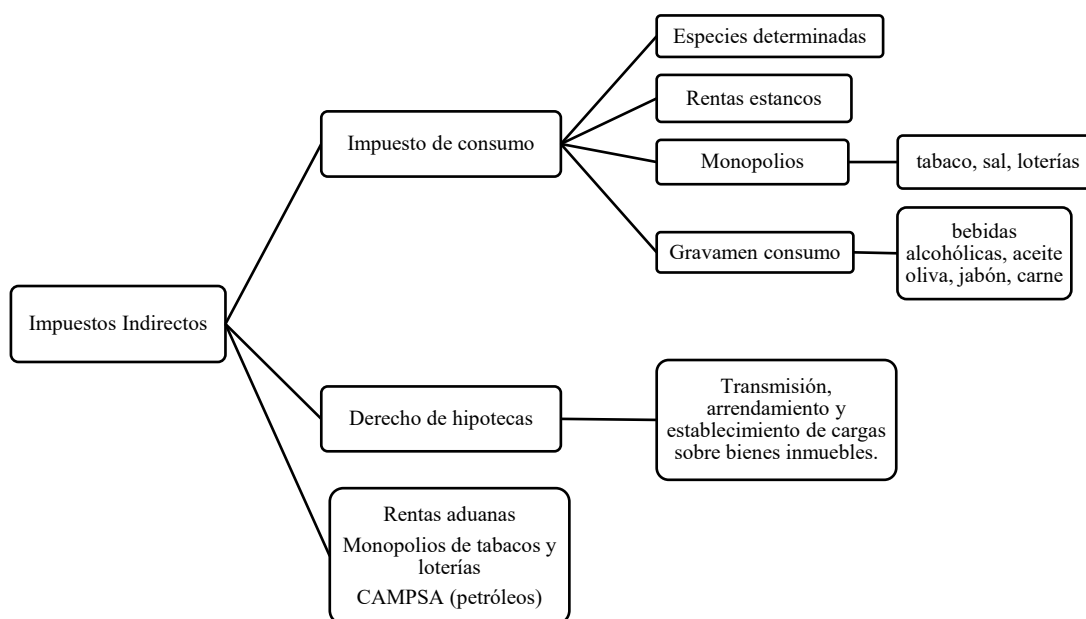 Impuestos Indirectos
Impuesto de consumo
Especies determinadas
Rentas estancos
Monopolios
tabaco, sal, loterías
Gravamen consumo
bebidas
alcohólicas, aceite
oliva, jabón, carne
Derecho de hipotecas
Transmisión,
arrendamiento y
establecimiento de cargas
sobre bienes inmuebles.
Rentas aduanas
Monopolios de tabacos y
loterías
CAMPSA (petróleos)